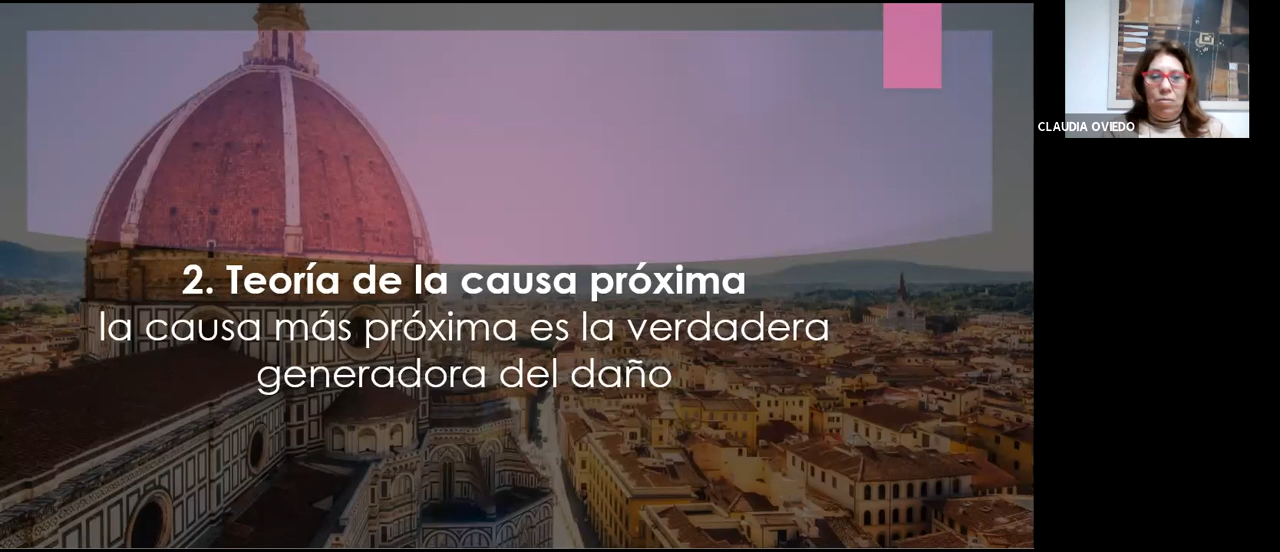 2. Teoría de la causa próxima
la causa más próxima es la verdadera
generadora del daño
CLAUDIA OVIEDO